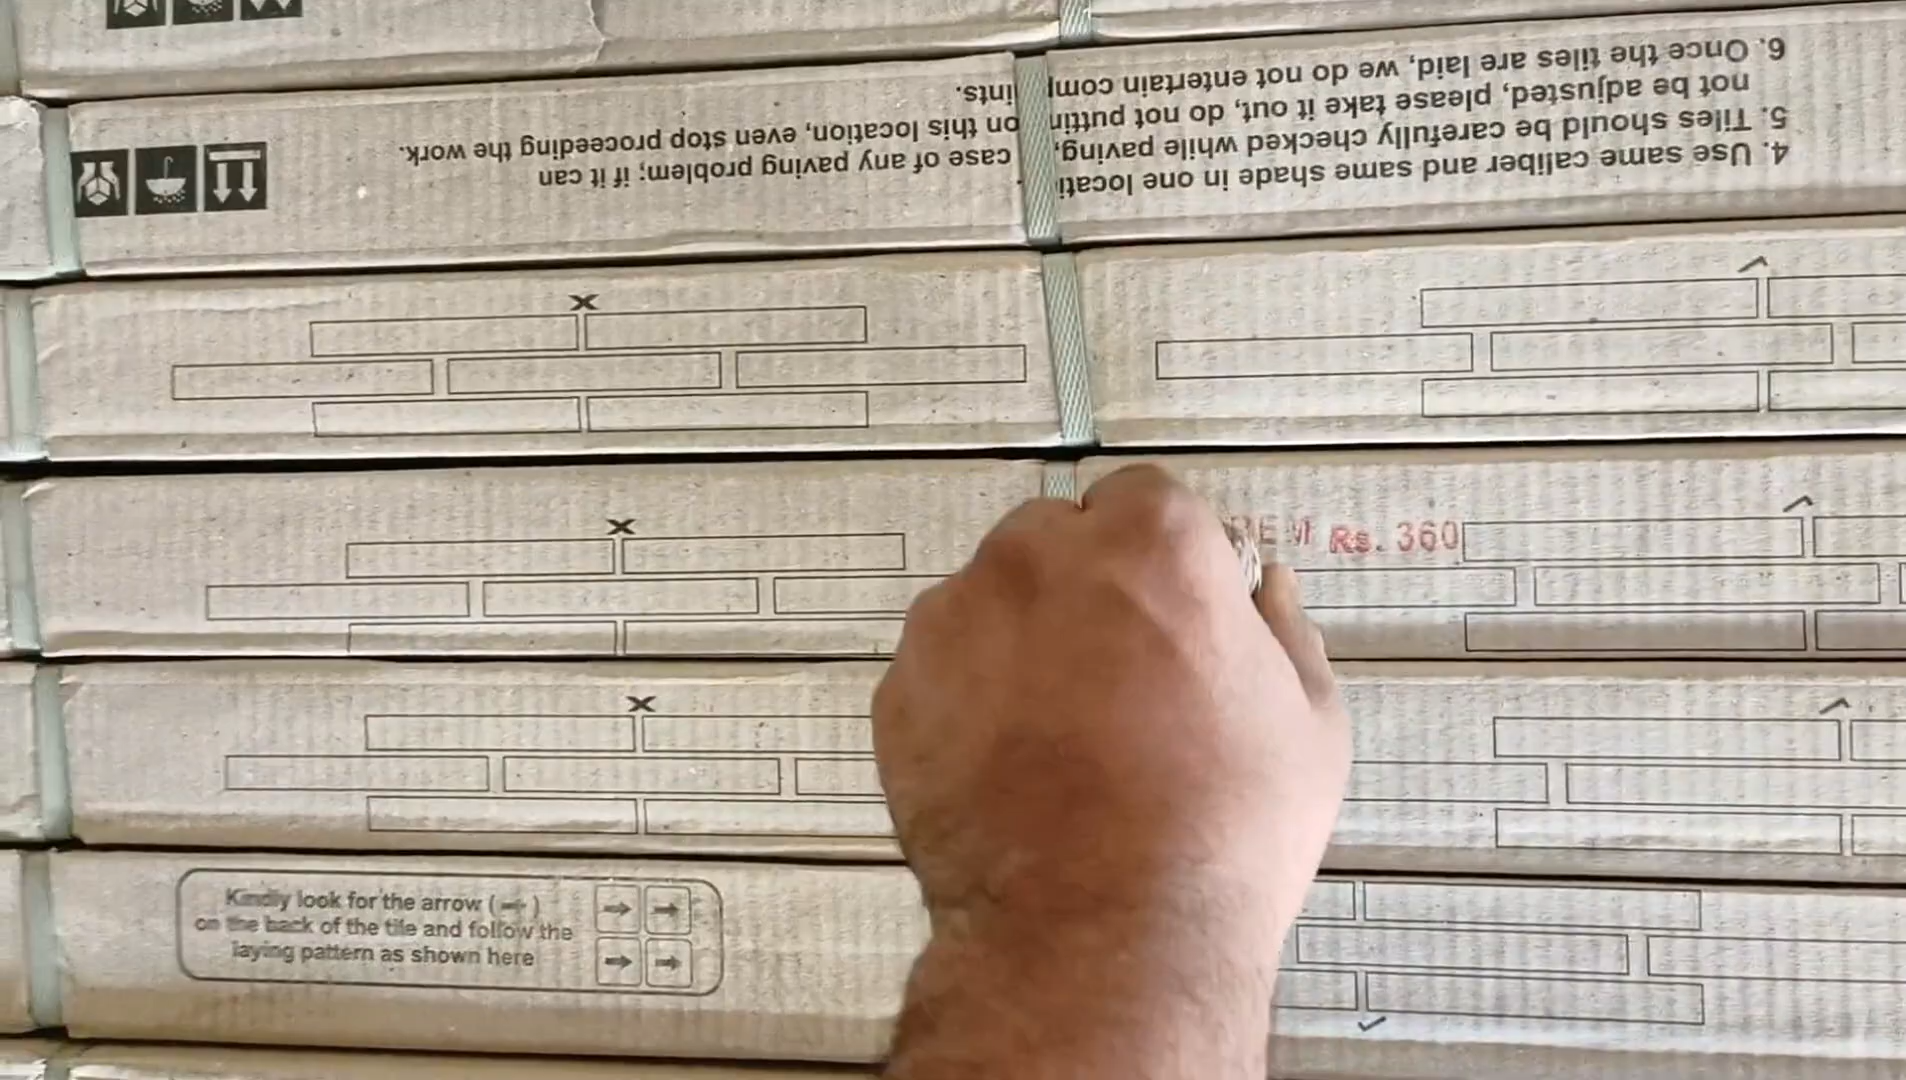 4. Use same caliber and same shade in one locati
5. Tiles should be carefully checked while paving,
not be adjusted, please take it out, do not puttin
6. Once the tiles are laid, we do not entertain com
case of any paving problem; if it can
on this location, even stop proceeding the work.
ints.
Rs. 360
Kindly look for the arrow (➡)
on the back of the tile and follow the
laying pattern as shown here